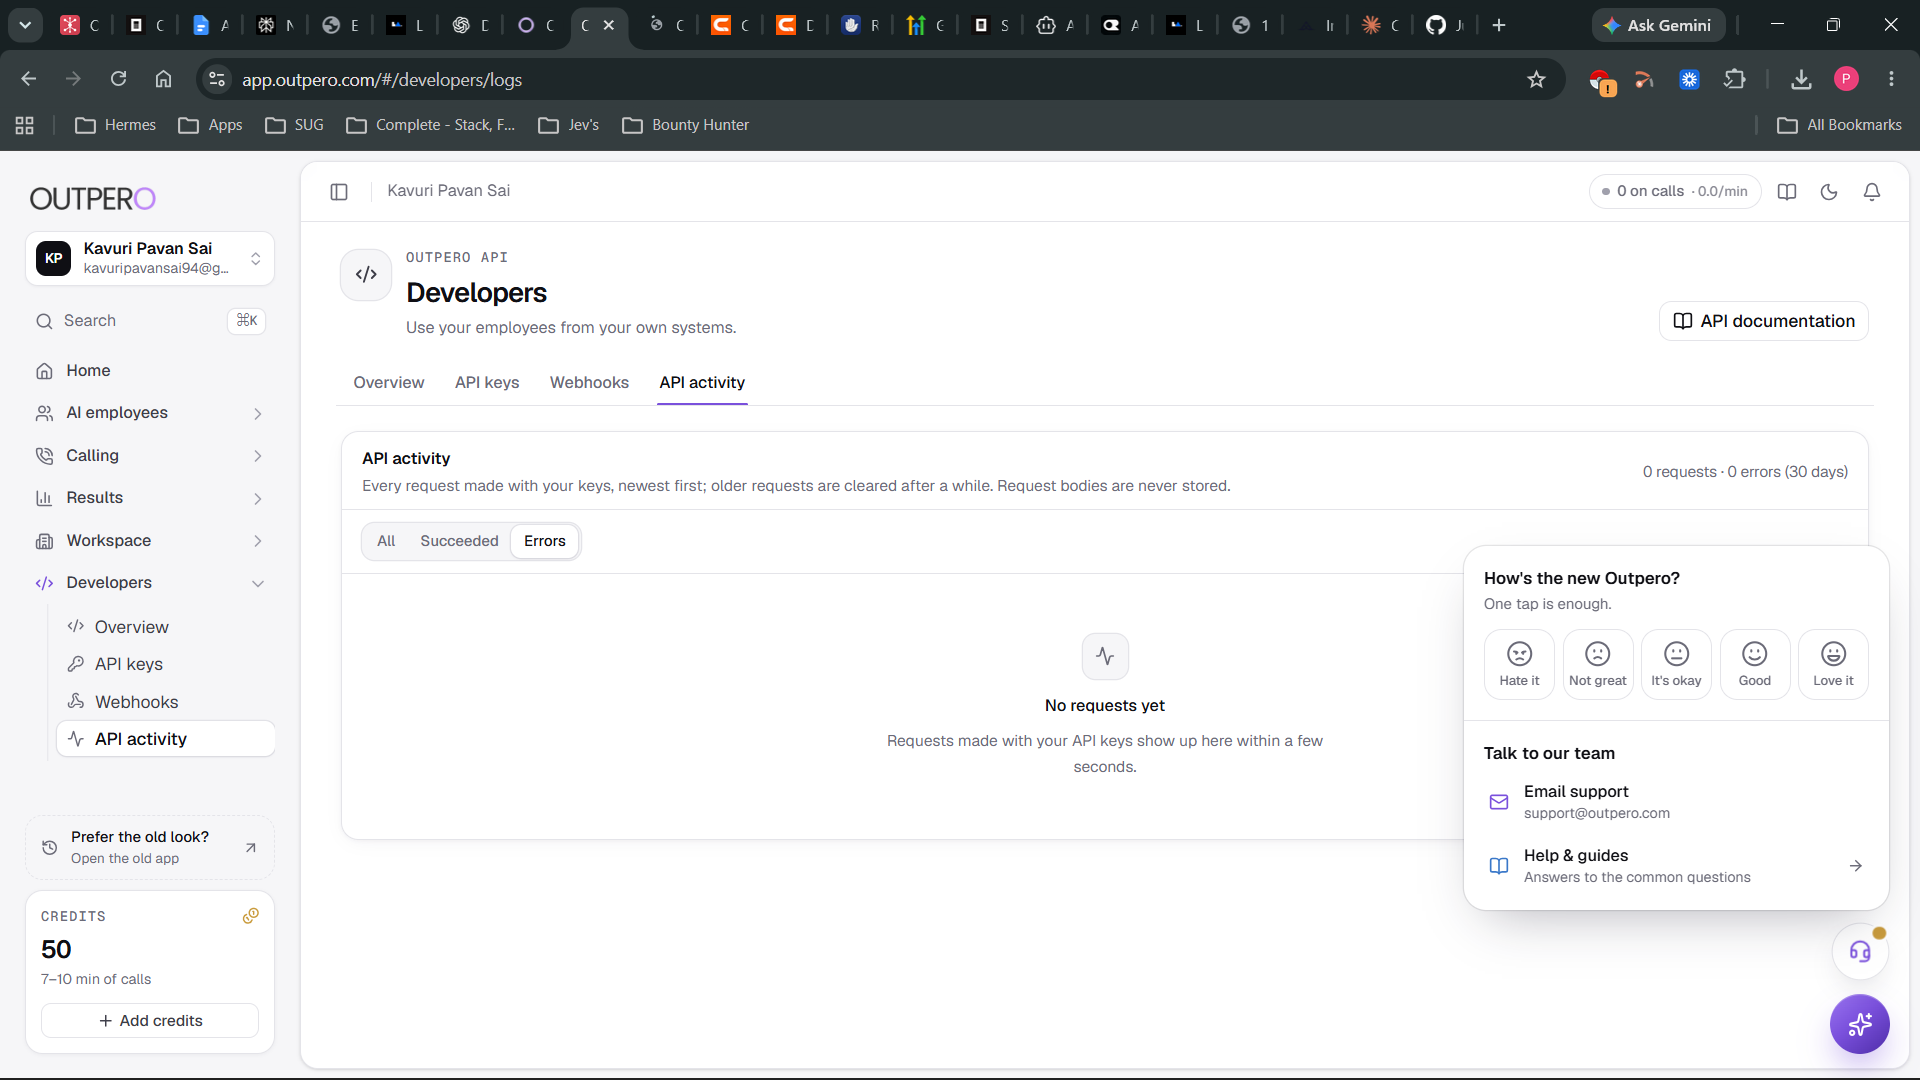 C
C
A
N
E
L
D
C
C
C
C
D
R
C
S
A
A
L
1
Ir
C
Ask Gemini
app.outpero.com/#/developers/logs
P
Hermes
Apps
SUG
Complete - Stack, F...
Jev's
Bounty Hunter
All Bookmarks
OUTPERO
KP
Kavuri Pavan Sai
kavuripavansai94@g...
Search
⌘K
Home
AI employees
Calling
Results
Workspace
Developers
Overview
API keys
Webhooks
API activity
Prefer the old look?
Open the old app
CREDITS
50
7–10 min of calls
+ Add credits
Kavuri Pavan Sai
0 on calls · 0.0/min
OUTPERO API
Developers
Use your employees from your own systems.
API documentation
Overview
API keys
Webhooks
API activity
API activity
Every request made with your keys, newest first; older requests are cleared after a while. Request bodies are never stored.
0 requests · 0 errors (30 days)
All
Succeeded
Errors
No requests yet
Requests made with your API keys show up here within a few
seconds.
How's the new Outpero?
One tap is enough.
Hate it
Not great
It's okay
Good
Love it
Talk to our team
Email support
support@outpero.com
Help & guides
Answers to the common questions